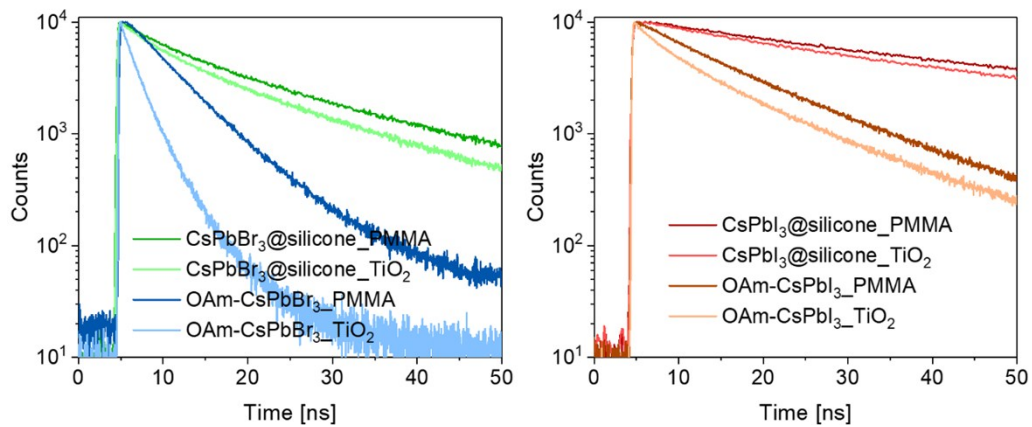 10⁴
10³
10²
10¹
Counts
0
10
20
30
40
50
Time [ns]
CsPbBr₃@silicone_PMMA
CsPbBr₃@silicone_TiO₂
OAm-CsPbBr₃_PMMA
OAm-CsPbBr₃_TiO₂
10⁴
10³
10²
10¹
Counts
0
10
20
30
40
50
Time [ns]
CsPbI₃@silicone_PMMA
CsPbI₃@silicone_TiO₂
OAm-CsPbI₃_PMMA
OAm-CsPbI₃_TiO₂